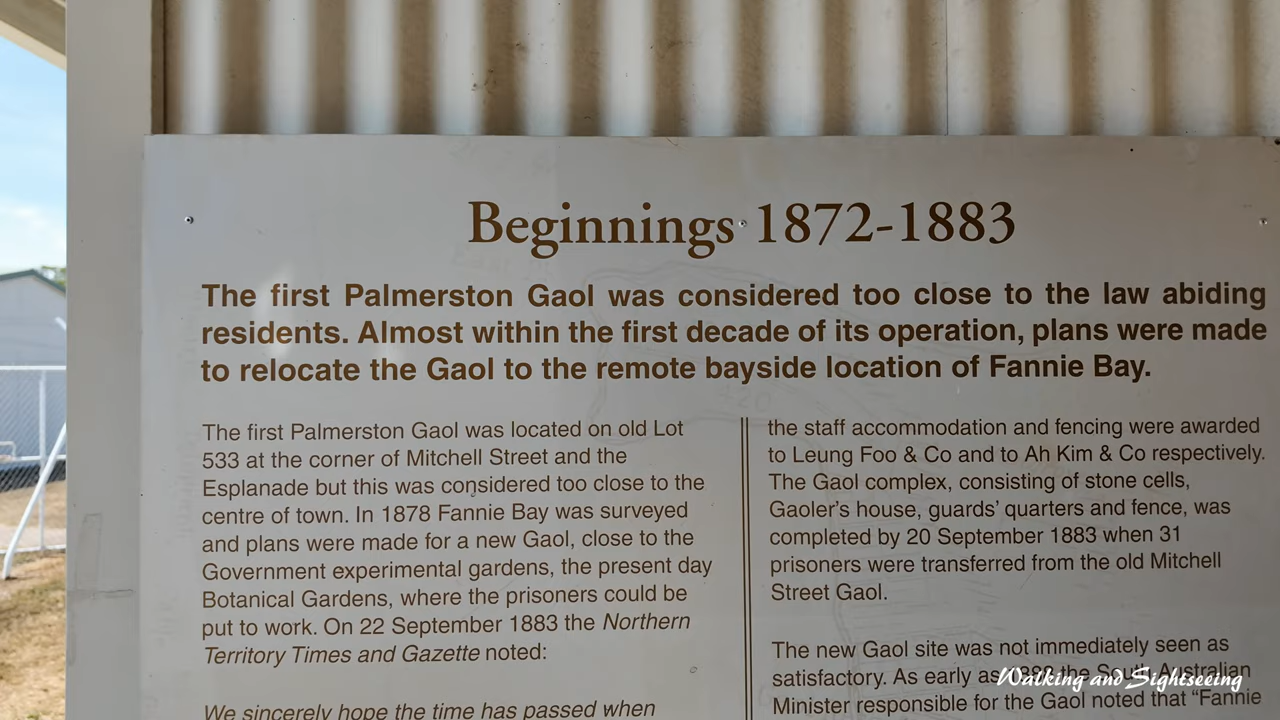 Beginnings 1872-1883
The first Palmerston Gaol was considered too close to the law abiding
residents. Almost within the first decade of its operation, plans were made
to relocate the Gaol to the remote bayside location of Fannie Bay.
The first Palmerston Gaol was located on old Lot
533 at the corner of Mitchell Street and the
Esplanade but this was considered too close to the
centre of town. In 1878 Fannie Bay was surveyed
and plans were made for a new Gaol, close to the
Government experimental gardens, the present day
Botanical Gardens, where the prisoners could be
put to work. On 22 September 1883 the Northern
Territory Times and Gazette noted:
We sincerely hope the time has passed when
the staff accommodation and fencing were awarded
to Leung Foo & Co and to Ah Kim & Co respectively.
The Gaol complex, consisting of stone cells,
Gaoler's house, guards' quarters and fence, was
completed by 20 September 1883 when 31
prisoners were transferred from the old Mitchell
Street Gaol.
The new Gaol site was not immediately seen as
satisfactory. As early as the South Australian
Minister responsible for the Gaol noted that "Fannie
Walking and Sightseeing